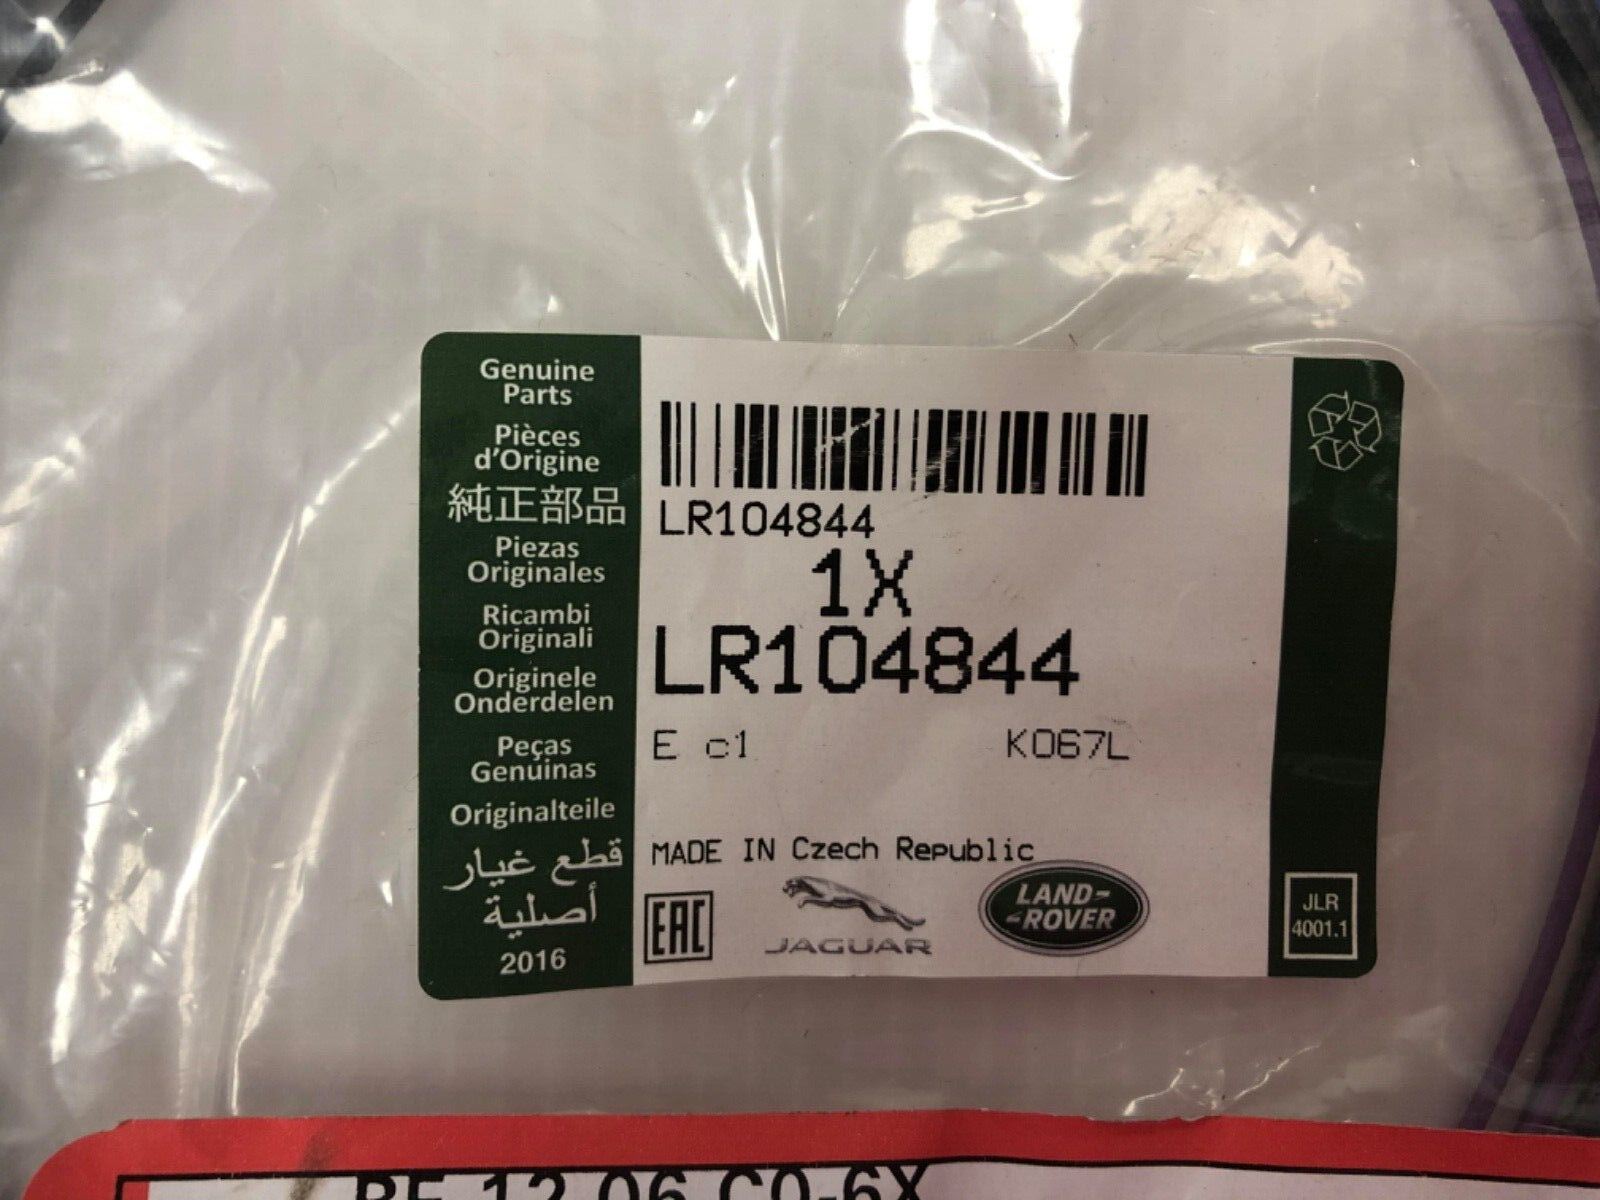 Genuine
Parts
Pièces
d'Origine
純正部品
Piezas
Originales
Ricambi
Originali
Originele
Onderdelen
Peças
Genuinas
Originalteile
قطع غيار
أصلية
2016
LR104844
1X
LR104844
E c1 K067L
MADE IN Czech Republic
EAC
JAGUAR
LAND-
-ROVER
JLR
4001.1